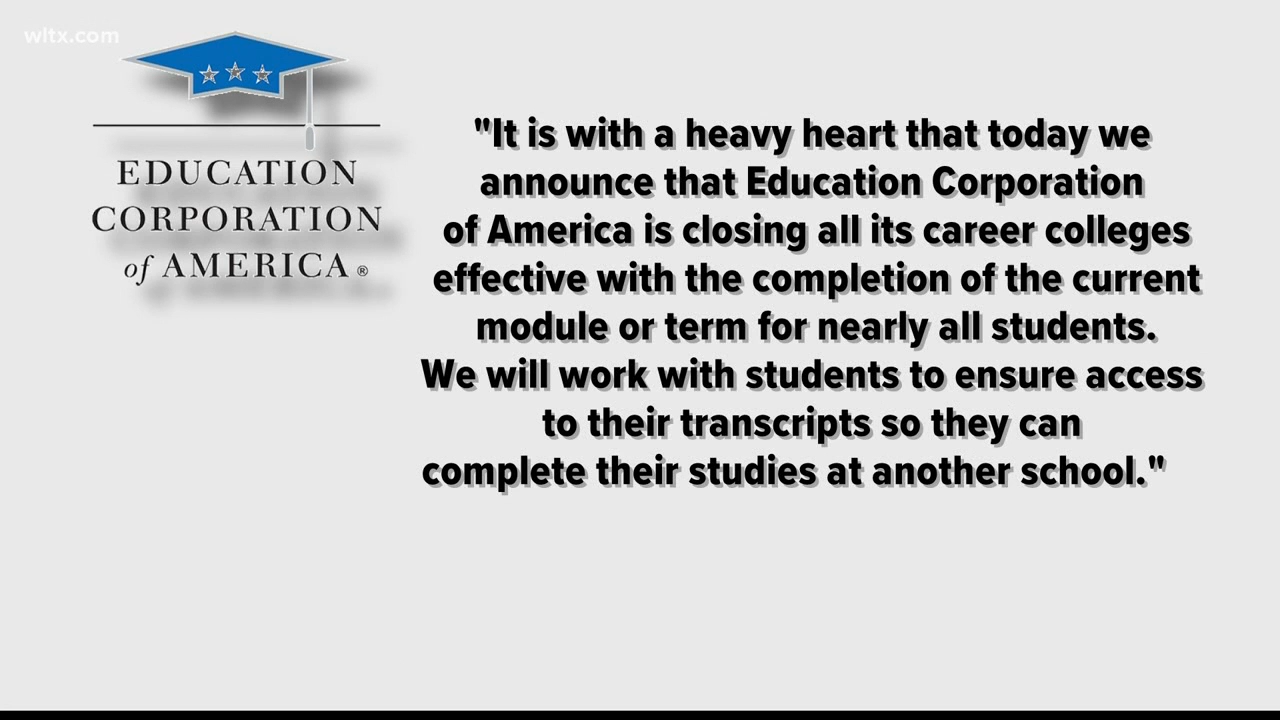 wltx.com
EDUCATION
CORPORATION
of AMERICA®
"It is with a heavy heart that today we
announce that Education Corporation
of America is closing all its career colleges
effective with the completion of the current
module or term for nearly all students.
We will work with students to ensure access
to their transcripts so they can
complete their studies at another school."